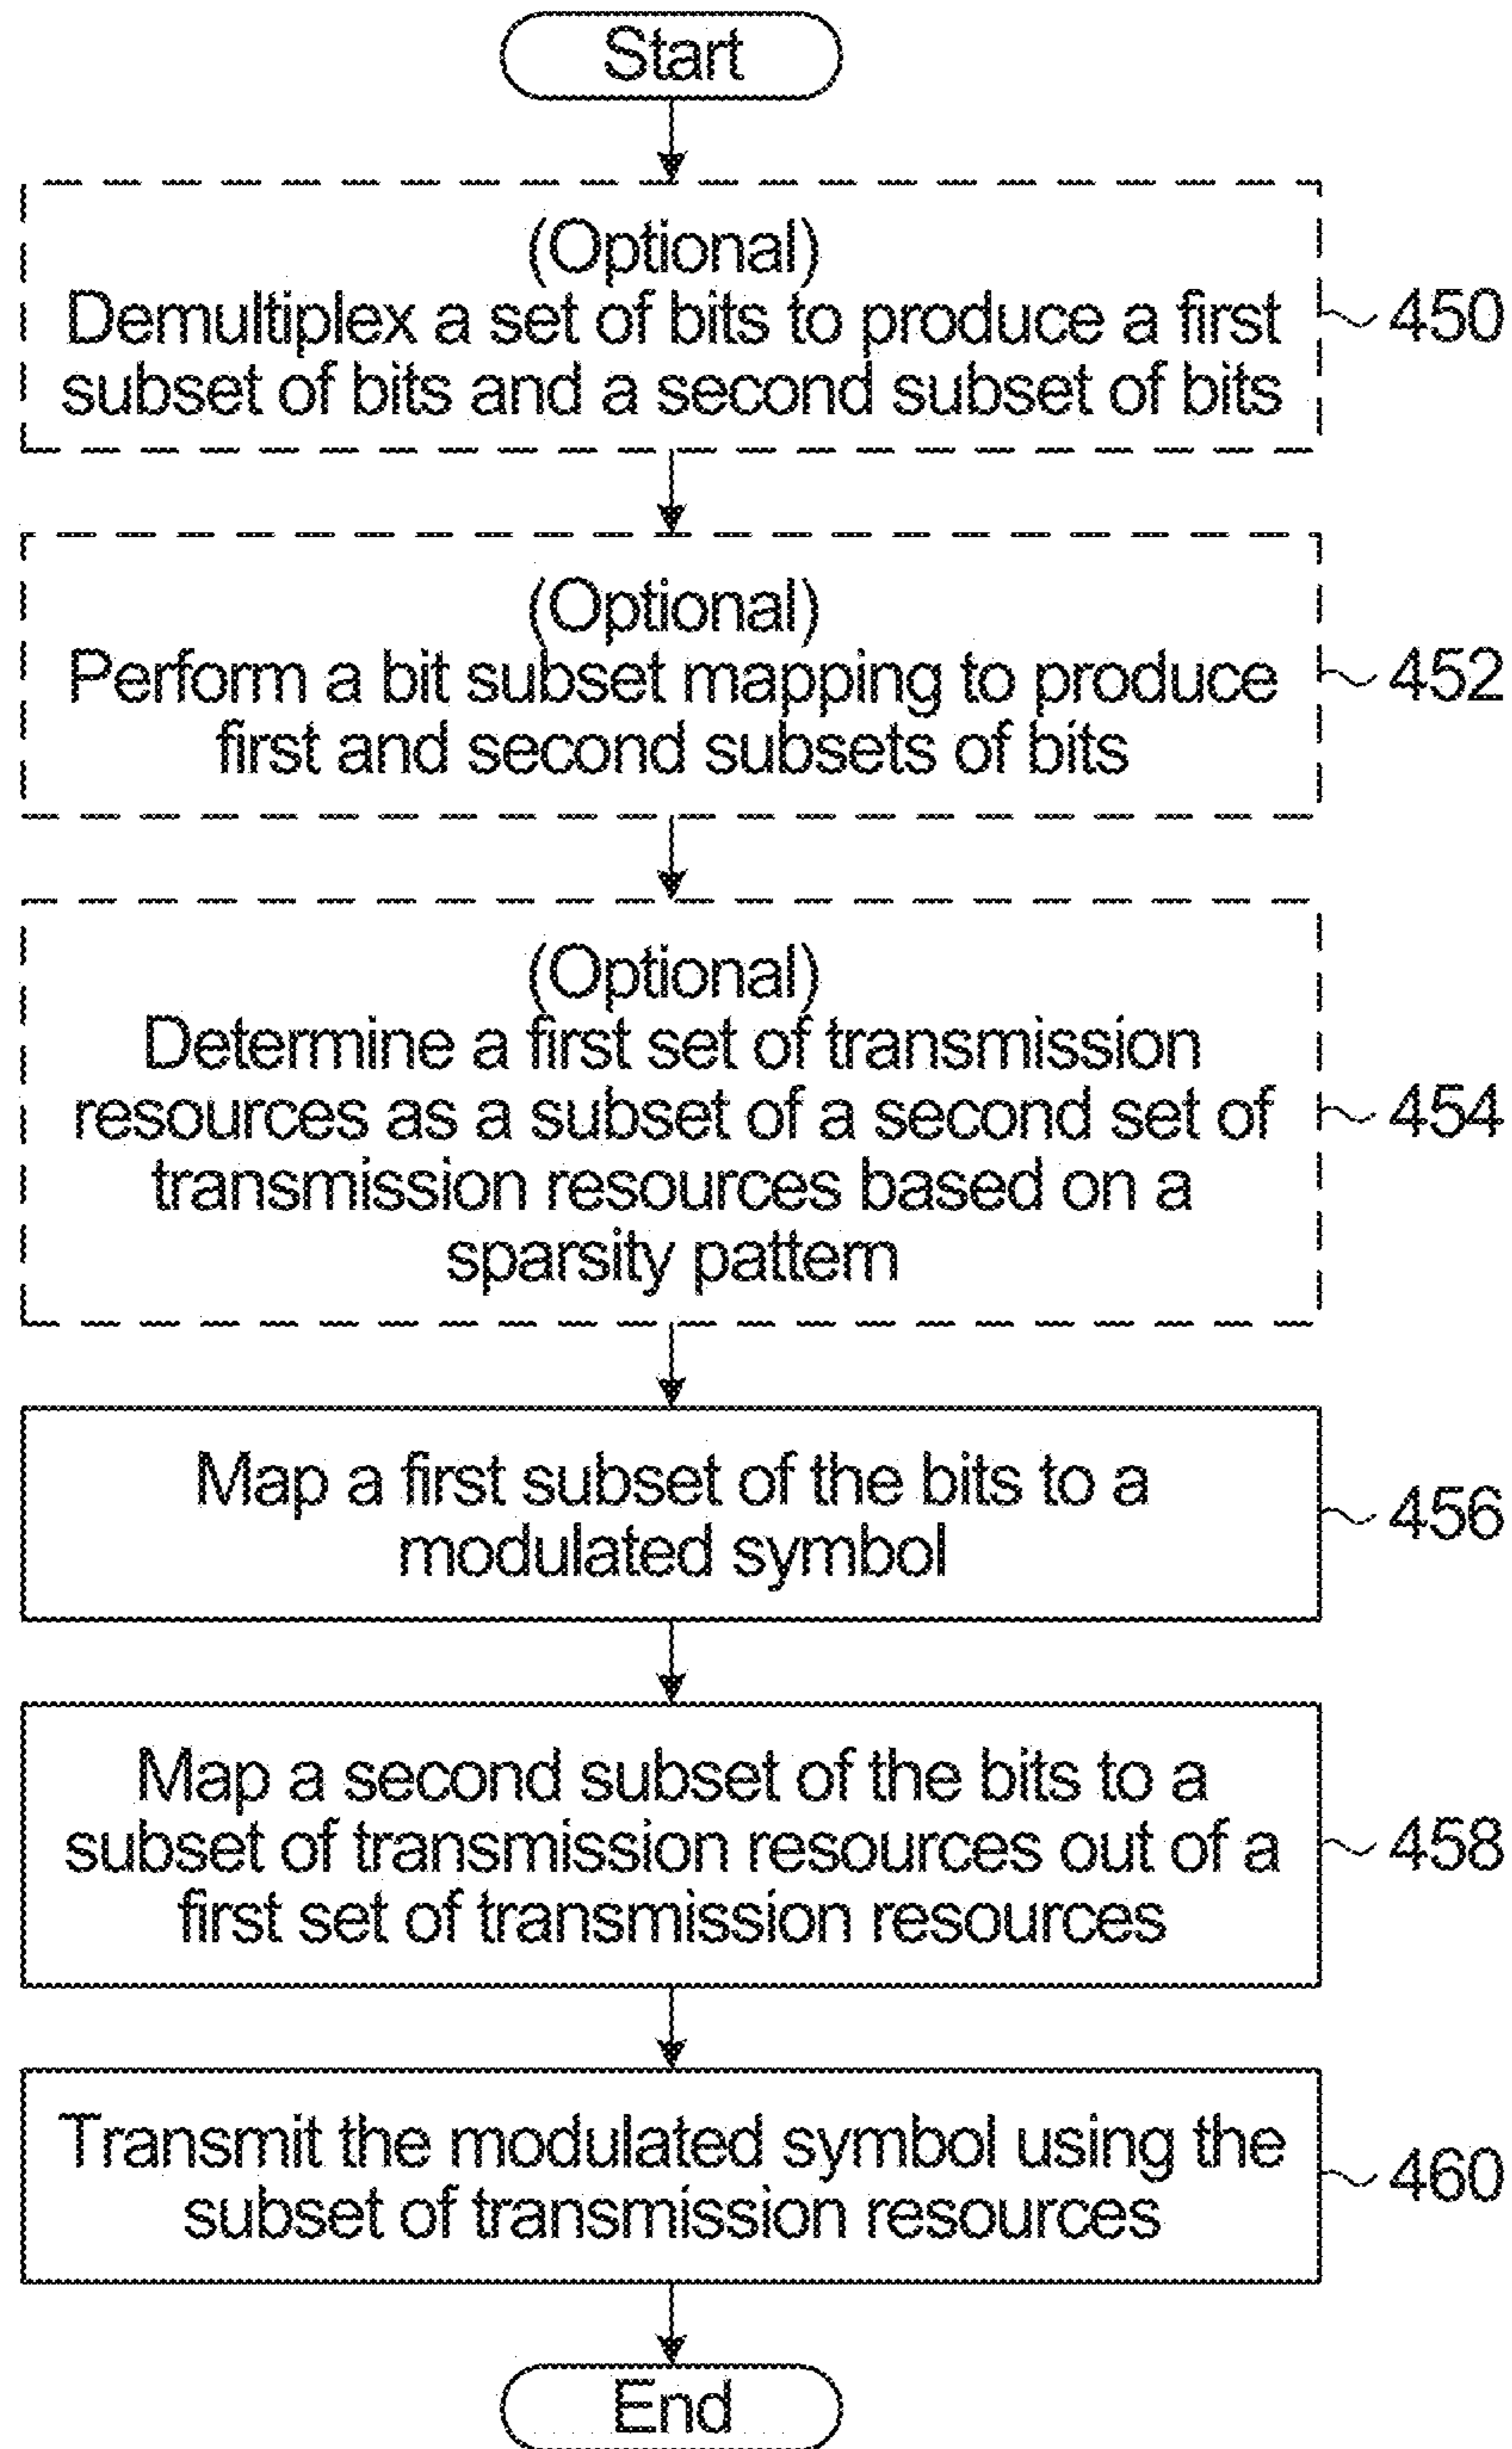 Start
(Optional)
Demultiplex a set of bits to produce a first
subset of bits and a second subset of bits
450
(Optional)
Perform a bit subset mapping to produce
first and second subsets of bits
452
(Optional)
Determine a first set of transmission
resources as a subset of a second set of
transmission resources based on a
sparsity pattern
454
Map a first subset of the bits to a
modulated symbol
456
Map a second subset of the bits to a
subset of transmission resources out of a
first set of transmission resources
458
Transmit the modulated symbol using the
subset of transmission resources
460
End